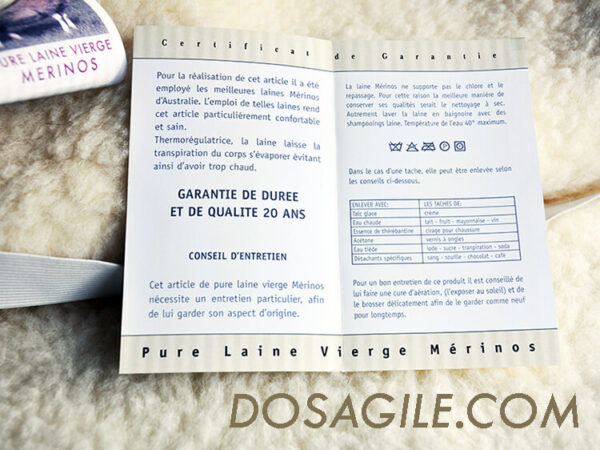 PURE LAINE VIERGE
MERINOS
Certificat de Garantie
Pour la réalisation de cet article il a été
employé les meilleures laines Mérinos
d'Australie. L'emploi de telles laines rend
cet article particulièrement confortable
et sain.
Thermorégulatrice, la laine laisse la
transpiration du corps s'évaporer évitant
ainsi d'avoir trop chaud.
GARANTIE DE DUREE
ET DE QUALITE 20 ANS
CONSEIL D'ENTRETIEN
Cet article de pure laine vierge Mérinos
nécessite un entretien particulier, afin
de lui garder son aspect d'origine.
La laine Mérinos ne supporte pas le chlore et le
repassage. Pour cette raison la meilleure manière de
conserver ses qualités serait le nettoyage à sec.
Autrement laver la laine en baignoire avec des
shampooings laine. Température de l'eau 40° maximum.
Dans le cas d'une tache, elle peut être enlevée selon
les conseils ci-dessous.
ENLEVER AVEC: LES TACHES DE:
Talc glace crème
Eau chaude lait - fruit - mayonnaise - vin
Essence de thérébantine cirage pour chaussure
Acétone vernis à ongles
Eau tiède iode - sucre - tranpiration - soda
Détachants spécifiques sang - souille - chocolat - café
Pour un bon entretien de ce produit il est conseillé de
lui faire une cure d'aération, (l'exposer au soleil) et de
le brosser délicatement afin de le garder comme neuf
pour longtemps.
Pure Laine Vierge Mérinos
DOSAGILE.COM